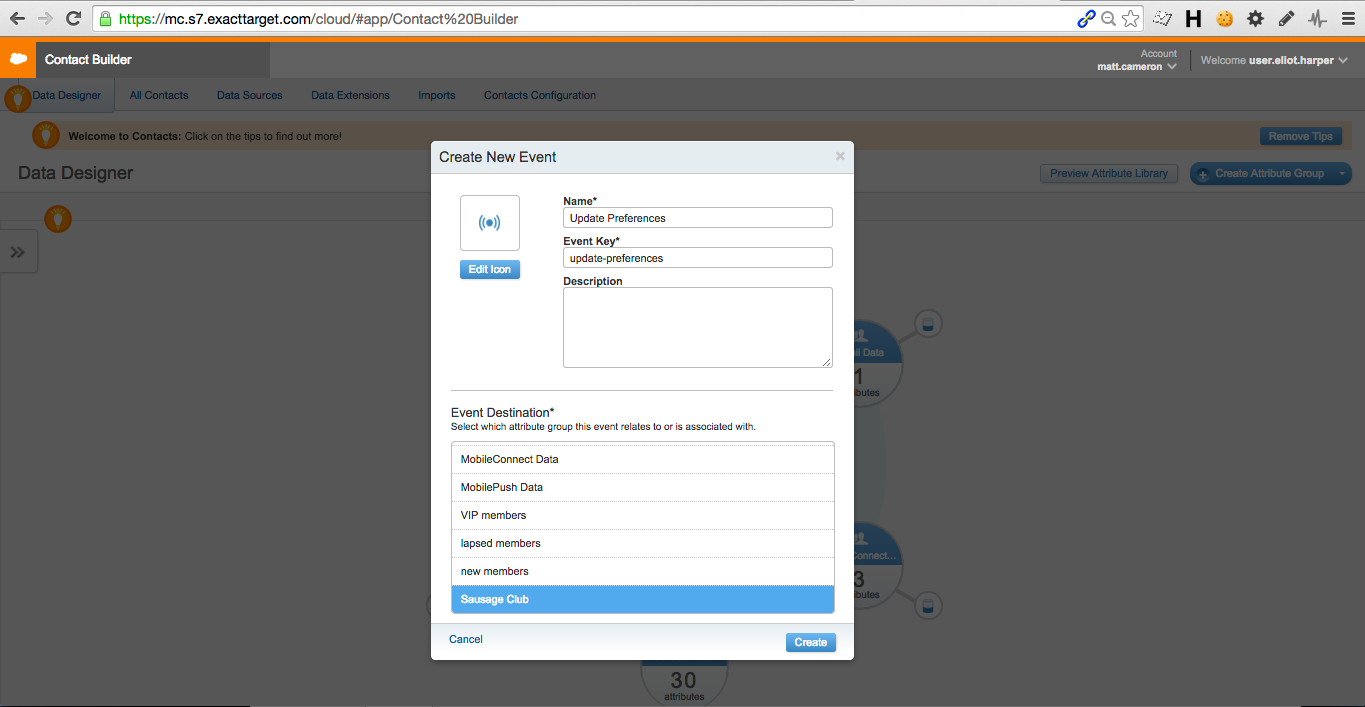 https://mc.s7.exacttarget.com/cloud/#app/Contact%20Builder
H
Contact Builder
Account
matt.cameron
Welcome user.eliot.harper
Data Designer
All Contacts
Data Sources
Data Extensions
Imports
Contacts Configuration
Welcome to Contacts: Click on the tips to find out more!
Remove Tips
Data Designer
Preview Attribute Library
Create Attribute Group
Create New Event
Name*
Update Preferences
Edit Icon
Event Key*
update-preferences
Description
Event Destination*
Select which attribute group this event relates to or is associated with.
MobileConnect Data
MobilePush Data
VIP members
lapsed members
new members
Sausage Club
Cancel
Create
Data
1
butes
Connect...
3
butes
30
attributes